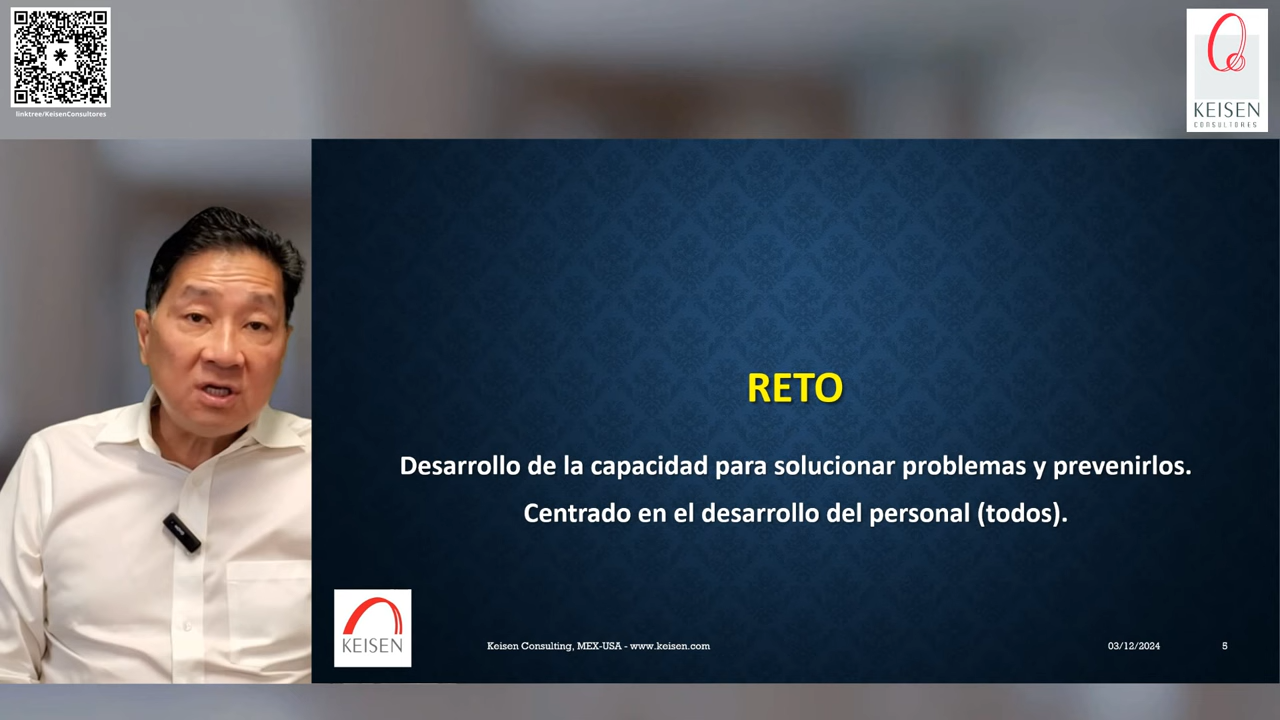 linktree/KeisenConsultores
KEISEN
CONSULTORES
RETO
Desarrollo de la capacidad para solucionar problemas y prevenirlos.
Centrado en el desarrollo del personal (todos).
KEISEN
Keisen Consulting, MEX-USA - www.keisen.com
03/12/2024
5